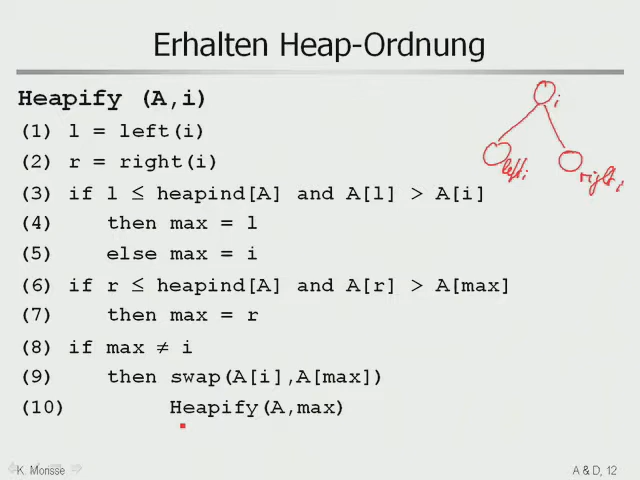 Erhalten Heap-Ordnung
Heapify (A,i)
(1) l = left(i)
(2) r = right(i)
(3) if l ≤ heapind[A] and A[l] > A[i]
(4) then max = l
(5) else max = i
(6) if r ≤ heapind[A] and A[r] > A[max]
(7) then max = r
(8) if max ≠ i
(9) then swap(A[i],A[max])
(10) Heapify(A,max)
i
left i
right i
K. Morisse
A & D, 12